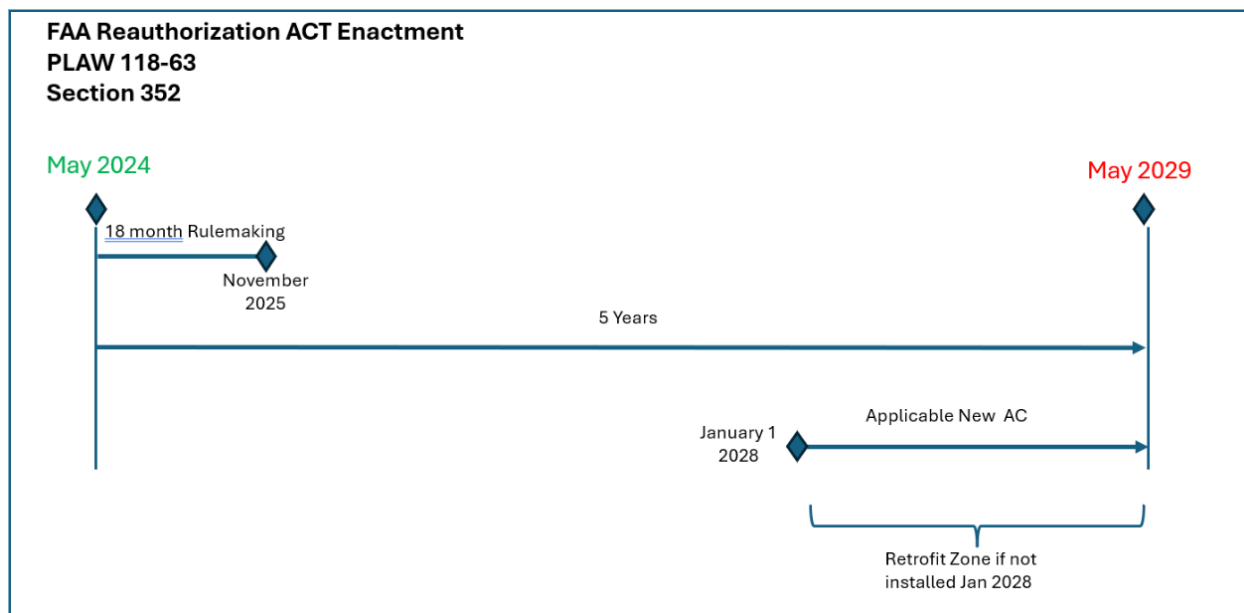 FAA Reauthorization ACT Enactment
PLAW 118-63
Section 352
May 2024
May 2029
18 month Rulemaking
November
2025
5 Years
Applicable New AC
January 1
2028
Retrofit Zone if not
installed Jan 2028